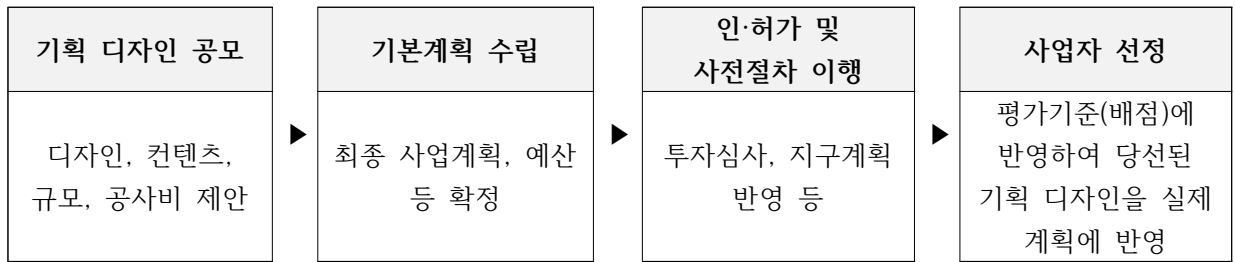 기획 디자인 공모
디자인, 컨텐츠,
규모, 공사비 제안
▶
기본계획 수립
최종 사업계획, 예산
등 확정
▶
인·허가 및
사전절차 이행
투자심사, 지구계획
반영 등
▶
사업자 선정
평가기준(배점)에
반영하여 당선된
기획 디자인을 실제
계획에 반영